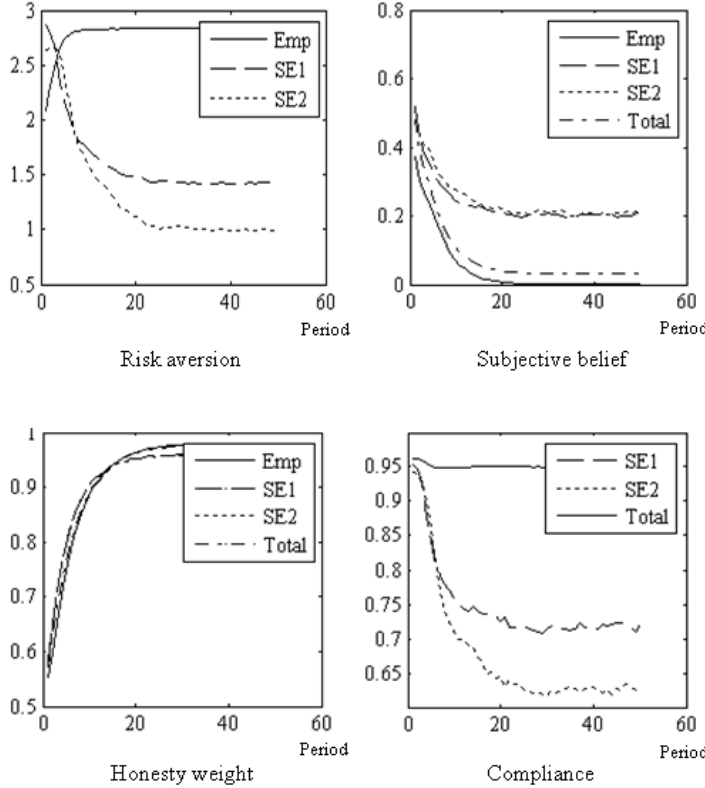 3
2.5
2
1.5
1
0.5
0
20
40
60
Emp
SE1
SE2
Period
Risk aversion
0.8
0.6
0.4
0.2
0
0
20
40
60
Emp
SE1
SE2
Total
Period
Subjective belief
1
0.9
0.8
0.7
0.6
0.5
0
20
40
60
Emp
SE1
SE2
Total
Period
Honesty weight
0.95
0.9
0.85
0.8
0.75
0.7
0.65
0
20
40
60
SE1
SE2
Total
Period
Compliance